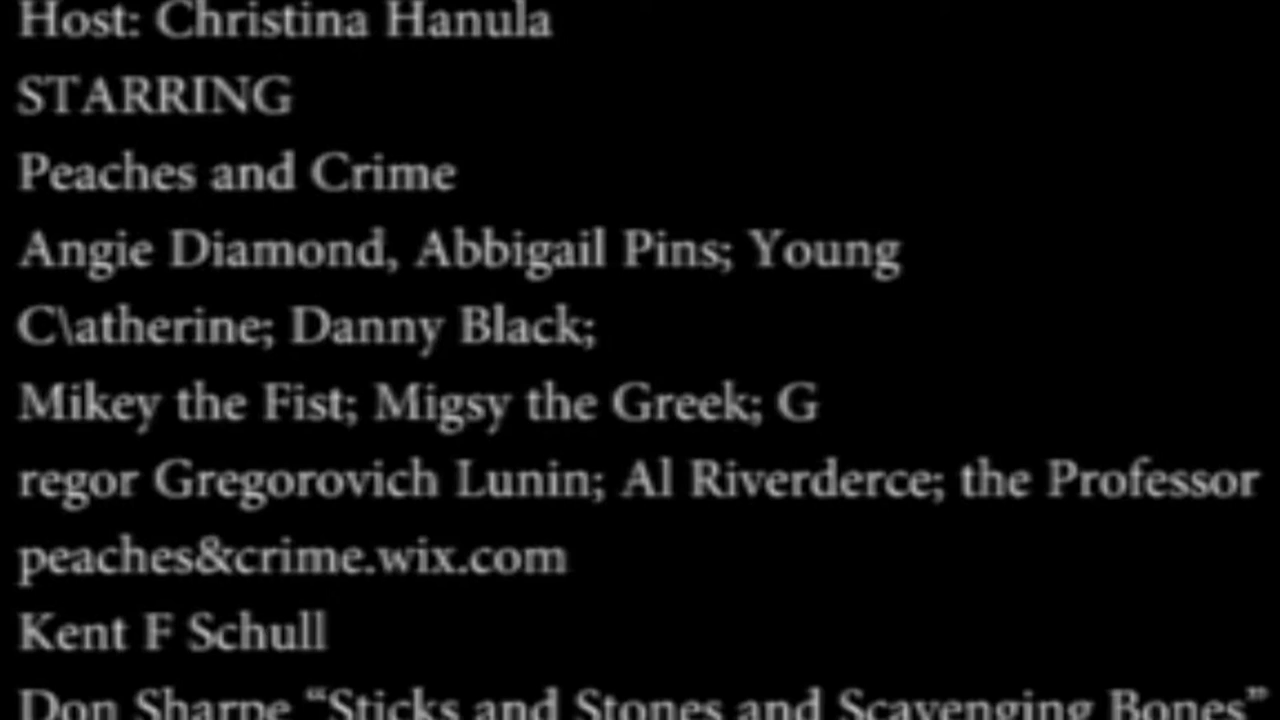 Host: Christina Hanula
STARRING
Peaches and Crime
Angie Diamond, Abbigail Pins; Young
C\atherine; Danny Black;
Mikey the Fist; Migsy the Greek; G
regor Gregorovich Lunin; Al Riverderce; the Professor
peaches&crime.wix.com
Kent F Schull
Don Sharpe “Sticks and Stones and Scavenging Bones”